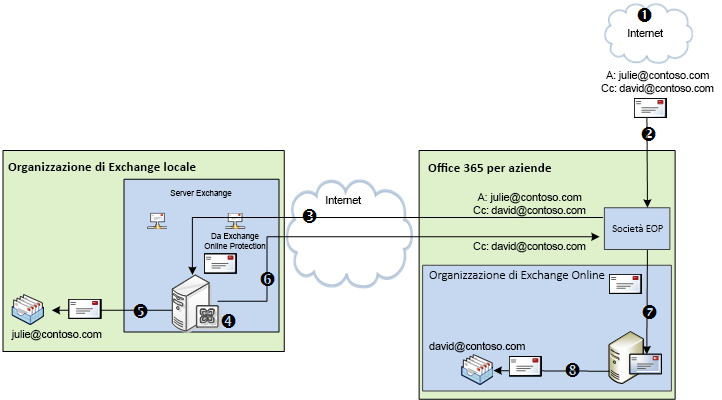 1
Internet
A: julie@contoso.com
Cc: david@contoso.com
2
Organizzazione di Exchange locale
Office 365 per aziende
Server Exchange
Internet
A: julie@contoso.com
Cc: david@contoso.com
3
Società EOP
Da Exchange
Online Protection
Cc: david@contoso.com
6
Organizzazione di Exchange Online
5
4
7
julie@contoso.com
david@contoso.com
8